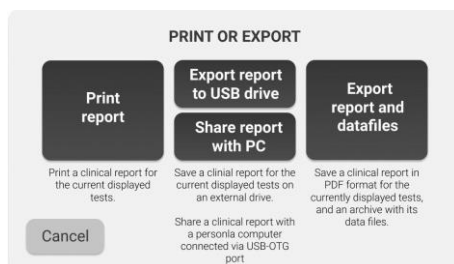 PRINT OR EXPORT
Print
report
Print a clinical report for
the current displayed
tests.
Export report
to USB drive
Share report
with PC
Save a clinial report for the
current displayed tests on
an external drive.
Share a clinical report with
a personla computer
connected via USB-OTG
port
Export
report and
datafiles
Save a clinical report in
PDF format for the
currently displayed tests,
and an archive with its
data files.
Cancel